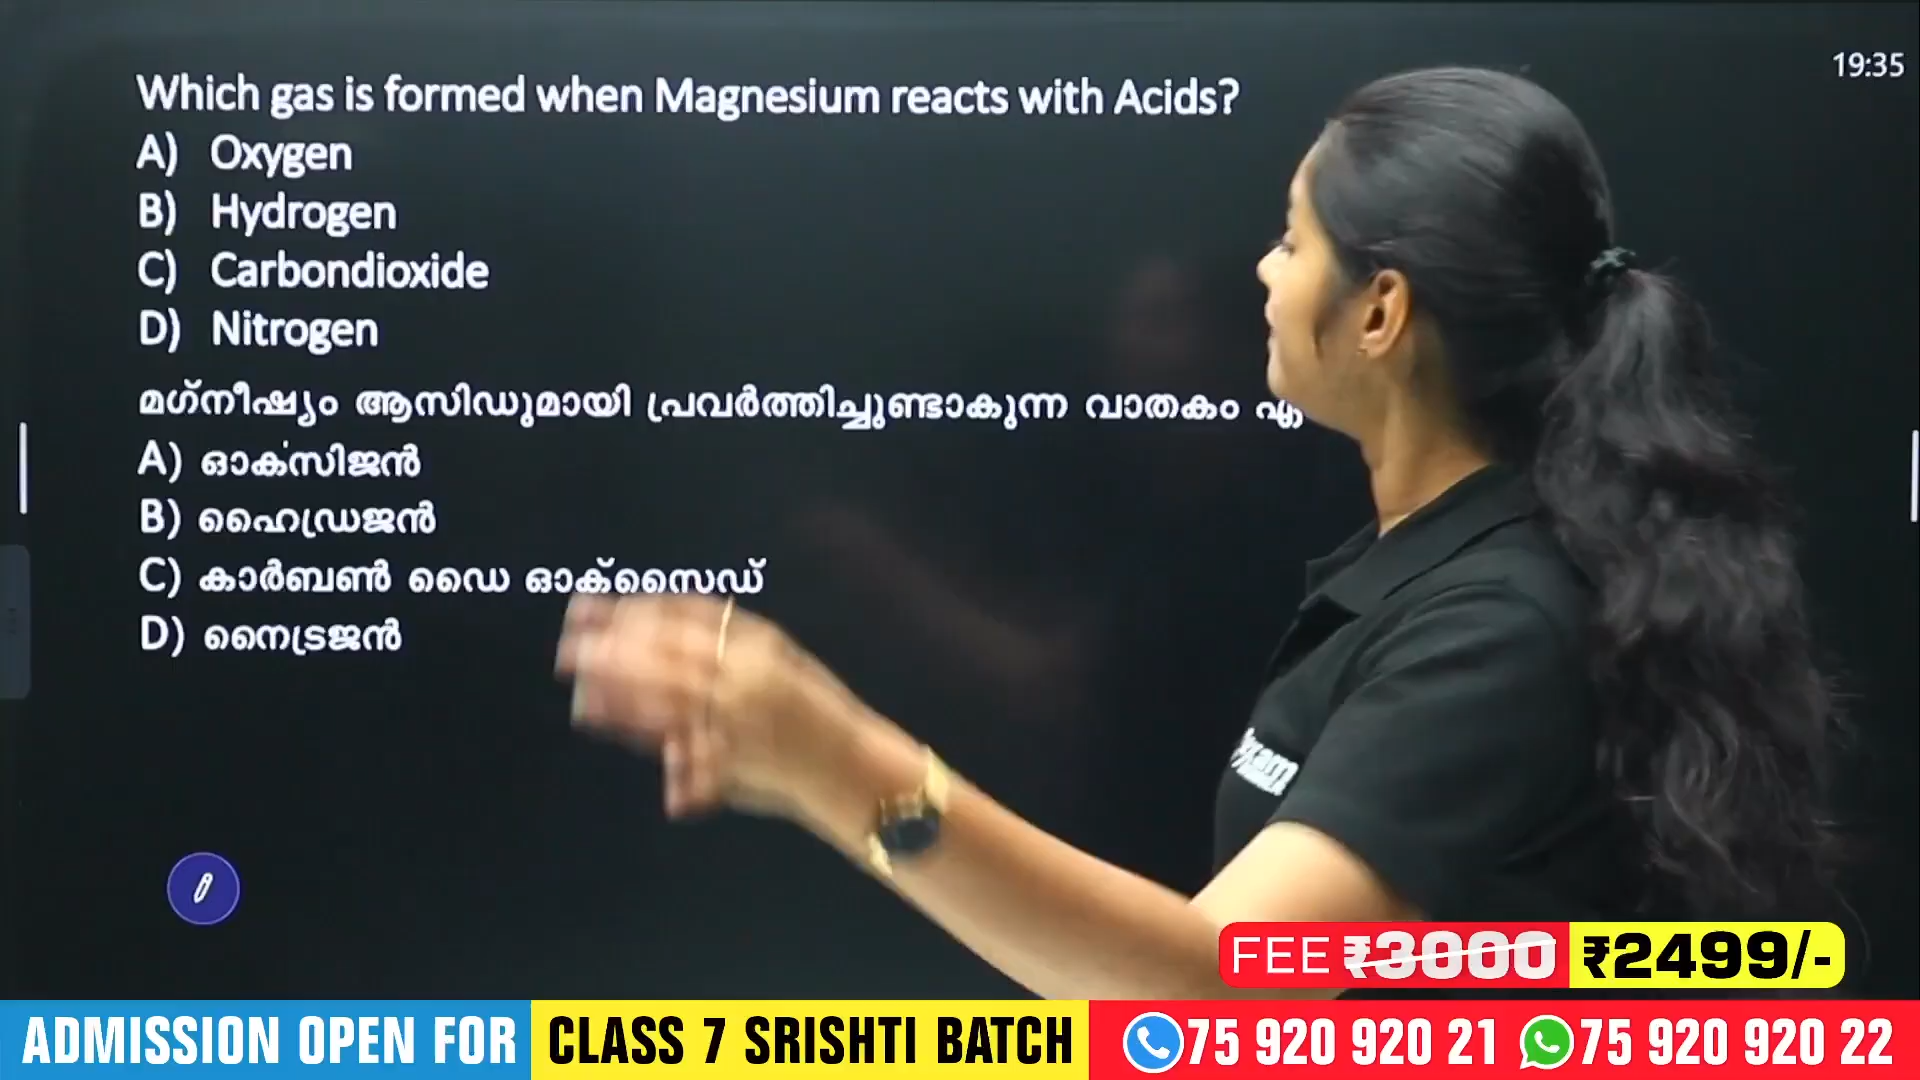 19:35
Which gas is formed when Magnesium reacts with Acids?
A) Oxygen
B) Hydrogen
C) Carbondioxide
D) Nitrogen
മഗ്നീഷ്യം ആസിഡുമായി പ്രവർത്തിച്ചുണ്ടാകുന്ന വാതകം
A) ഓക്സിജൻ
B) ഹൈഡ്രജൻ
C) കാർബൺ ഡൈ ഓക്സൈഡ്
D) നൈട്രജൻ
FEE ₹3000 ₹2499/-
ADMISSION OPEN FOR CLASS 7 SRISHTI BATCH 75 920 920 21 75 920 920 22